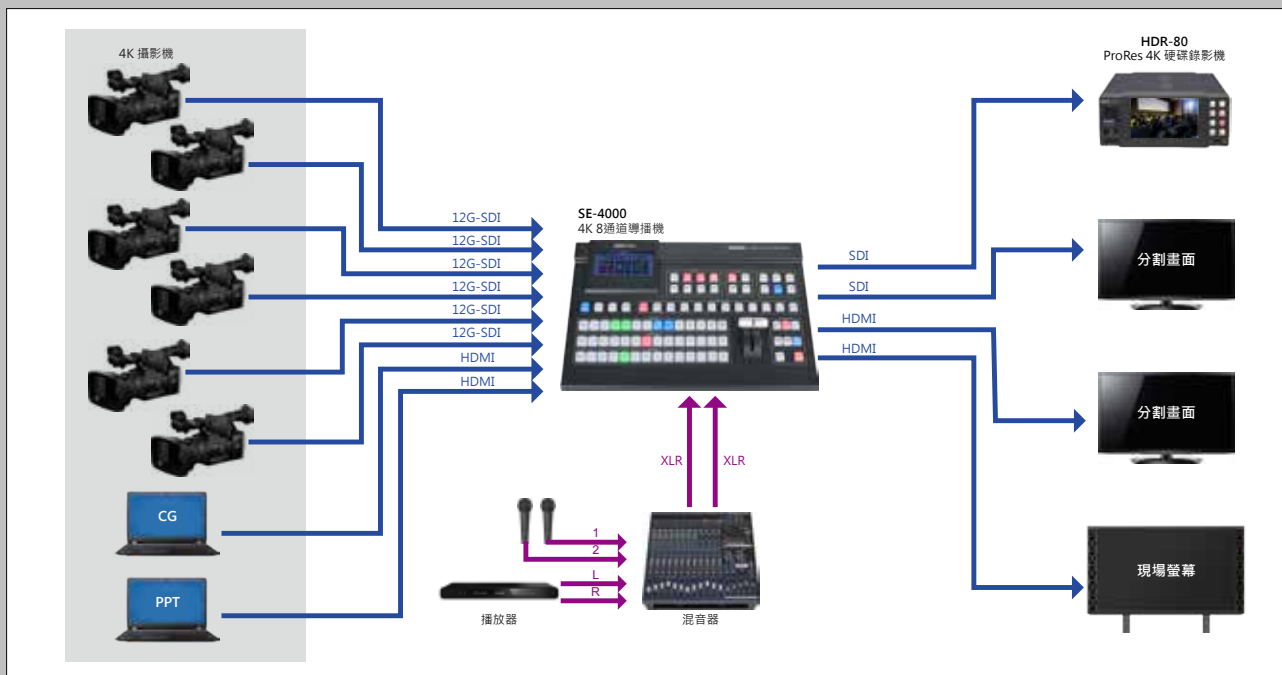 4K 攝影機
12G-SDI
12G-SDI
12G-SDI
12G-SDI
12G-SDI
12G-SDI
HDMI
HDMI
CG
PPT
SE-4000
4K 8通道導播機
XLR
XLR
1
2
L
R
播放器
混音器
SDI
SDI
HDMI
HDMI
HDR-80
ProRes 4K 硬碟錄影機
分割畫面
分割畫面
現場螢幕